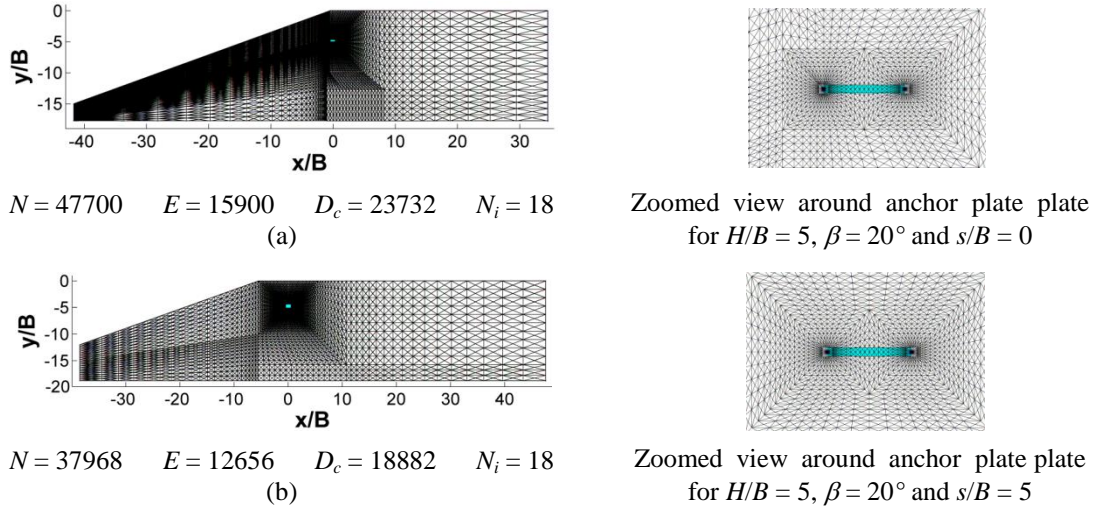 0
-5
-10
-15
y/B
-40 -30 -20 -10 0 10 20 30
x/B
N = 47700 E = 15900 D_c = 23732 N_i = 18
(a)
Zoomed view around anchor plate plate
for H/B = 5, β = 20° and s/B = 0
0
-5
-10
-15
-20
y/B
-30 -20 -10 0 10 20 30 40
x/B
N = 37968 E = 12656 D_c = 18882 N_i = 18
(b)
Zoomed view around anchor plate plate
for H/B = 5, β = 20° and s/B = 5